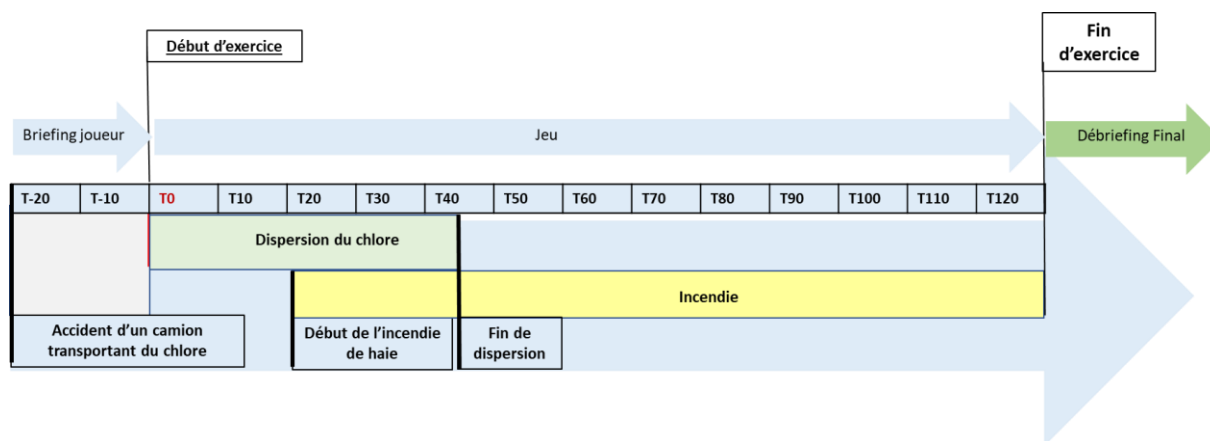 Début d'exercice
Fin
d'exercice
Briefing joueur
Jeu
Débriefing Final
T-20 T-10 T0 T10 T20 T30 T40 T50 T60 T70 T80 T90 T100 T110 T120
Dispersion du chlore
Incendie
Accident d'un camion
transportant du chlore
Début de l'incendie
de haie
Fin de
dispersion